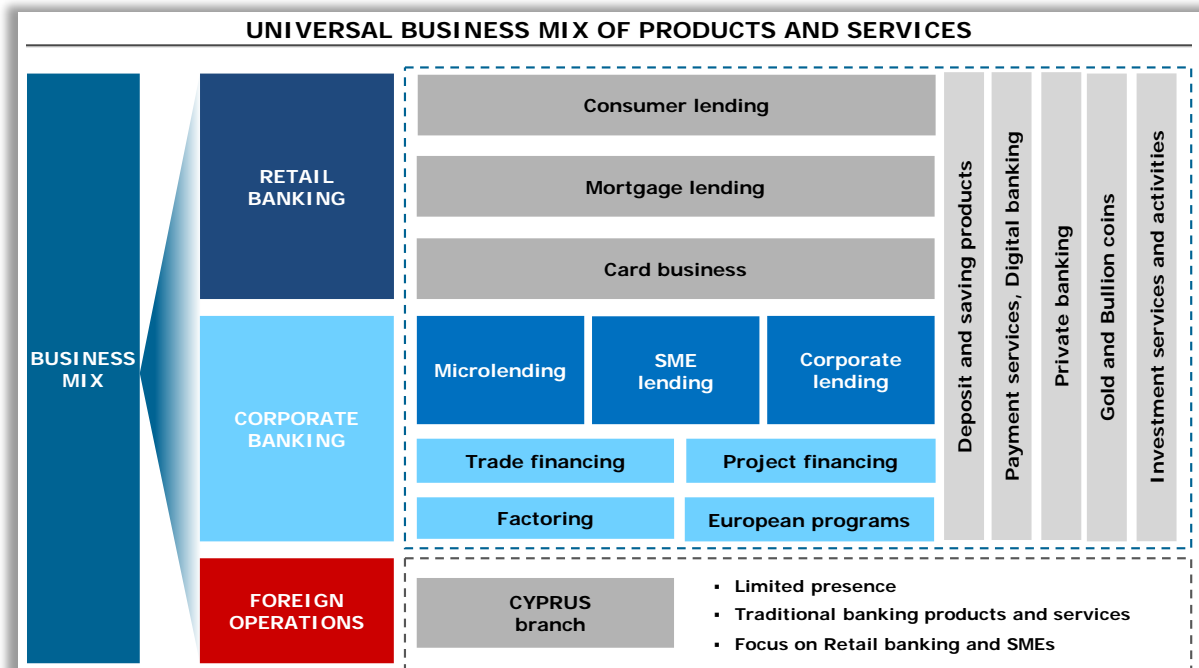 UNIVERSAL BUSINESS MIX OF PRODUCTS AND SERVICES
BUSINESS
MIX
RETAIL
BANKING
Consumer lending
Mortgage lending
Card business
CORPORATE
BANKING
Microlending
SME
lending
Corporate
lending
Trade financing
Project financing
Factoring
European programs
Deposit and saving products
Payment services, Digital banking
Private banking
Gold and Bullion coins
Investment services and activities
FOREIGN
OPERATIONS
CYPRUS
branch
▪ Limited presence
▪ Traditional banking products and services
▪ Focus on Retail banking and SMEs